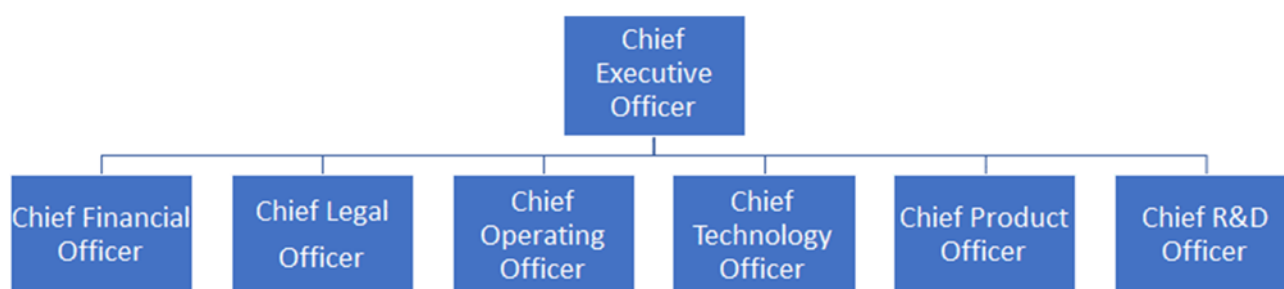 Chief
Executive
Officer
Chief Financial
Officer
Chief Legal
Officer
Chief
Operating
Officer
Chief
Technology
Officer
Chief Product
Officer
Chief R&D
Officer